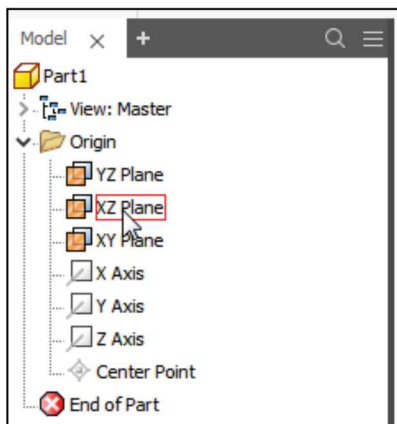 Model
Part1
View: Master
Origin
YZ Plane
XZ Plane
XY Plane
X Axis
Y Axis
Z Axis
Center Point
End of Part